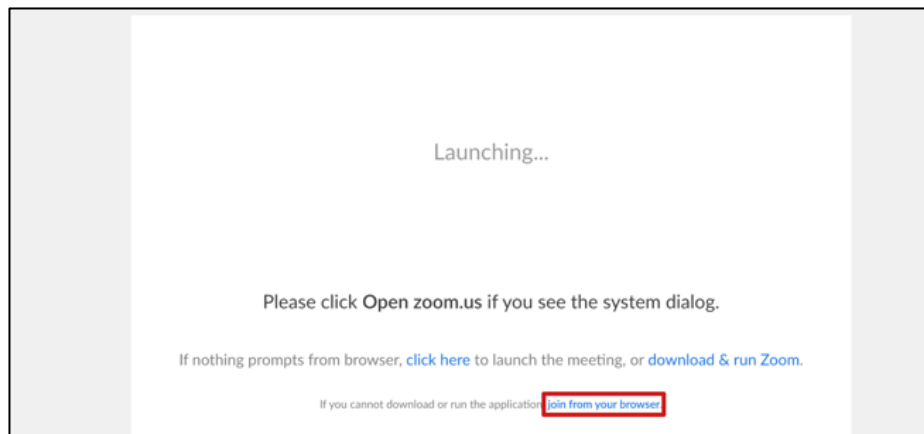 Launching...
Please click Open zoom.us if you see the system dialog.
If nothing prompts from browser, click here to launch the meeting, or download & run Zoom.
If you cannot download or run the application, join from your browser.